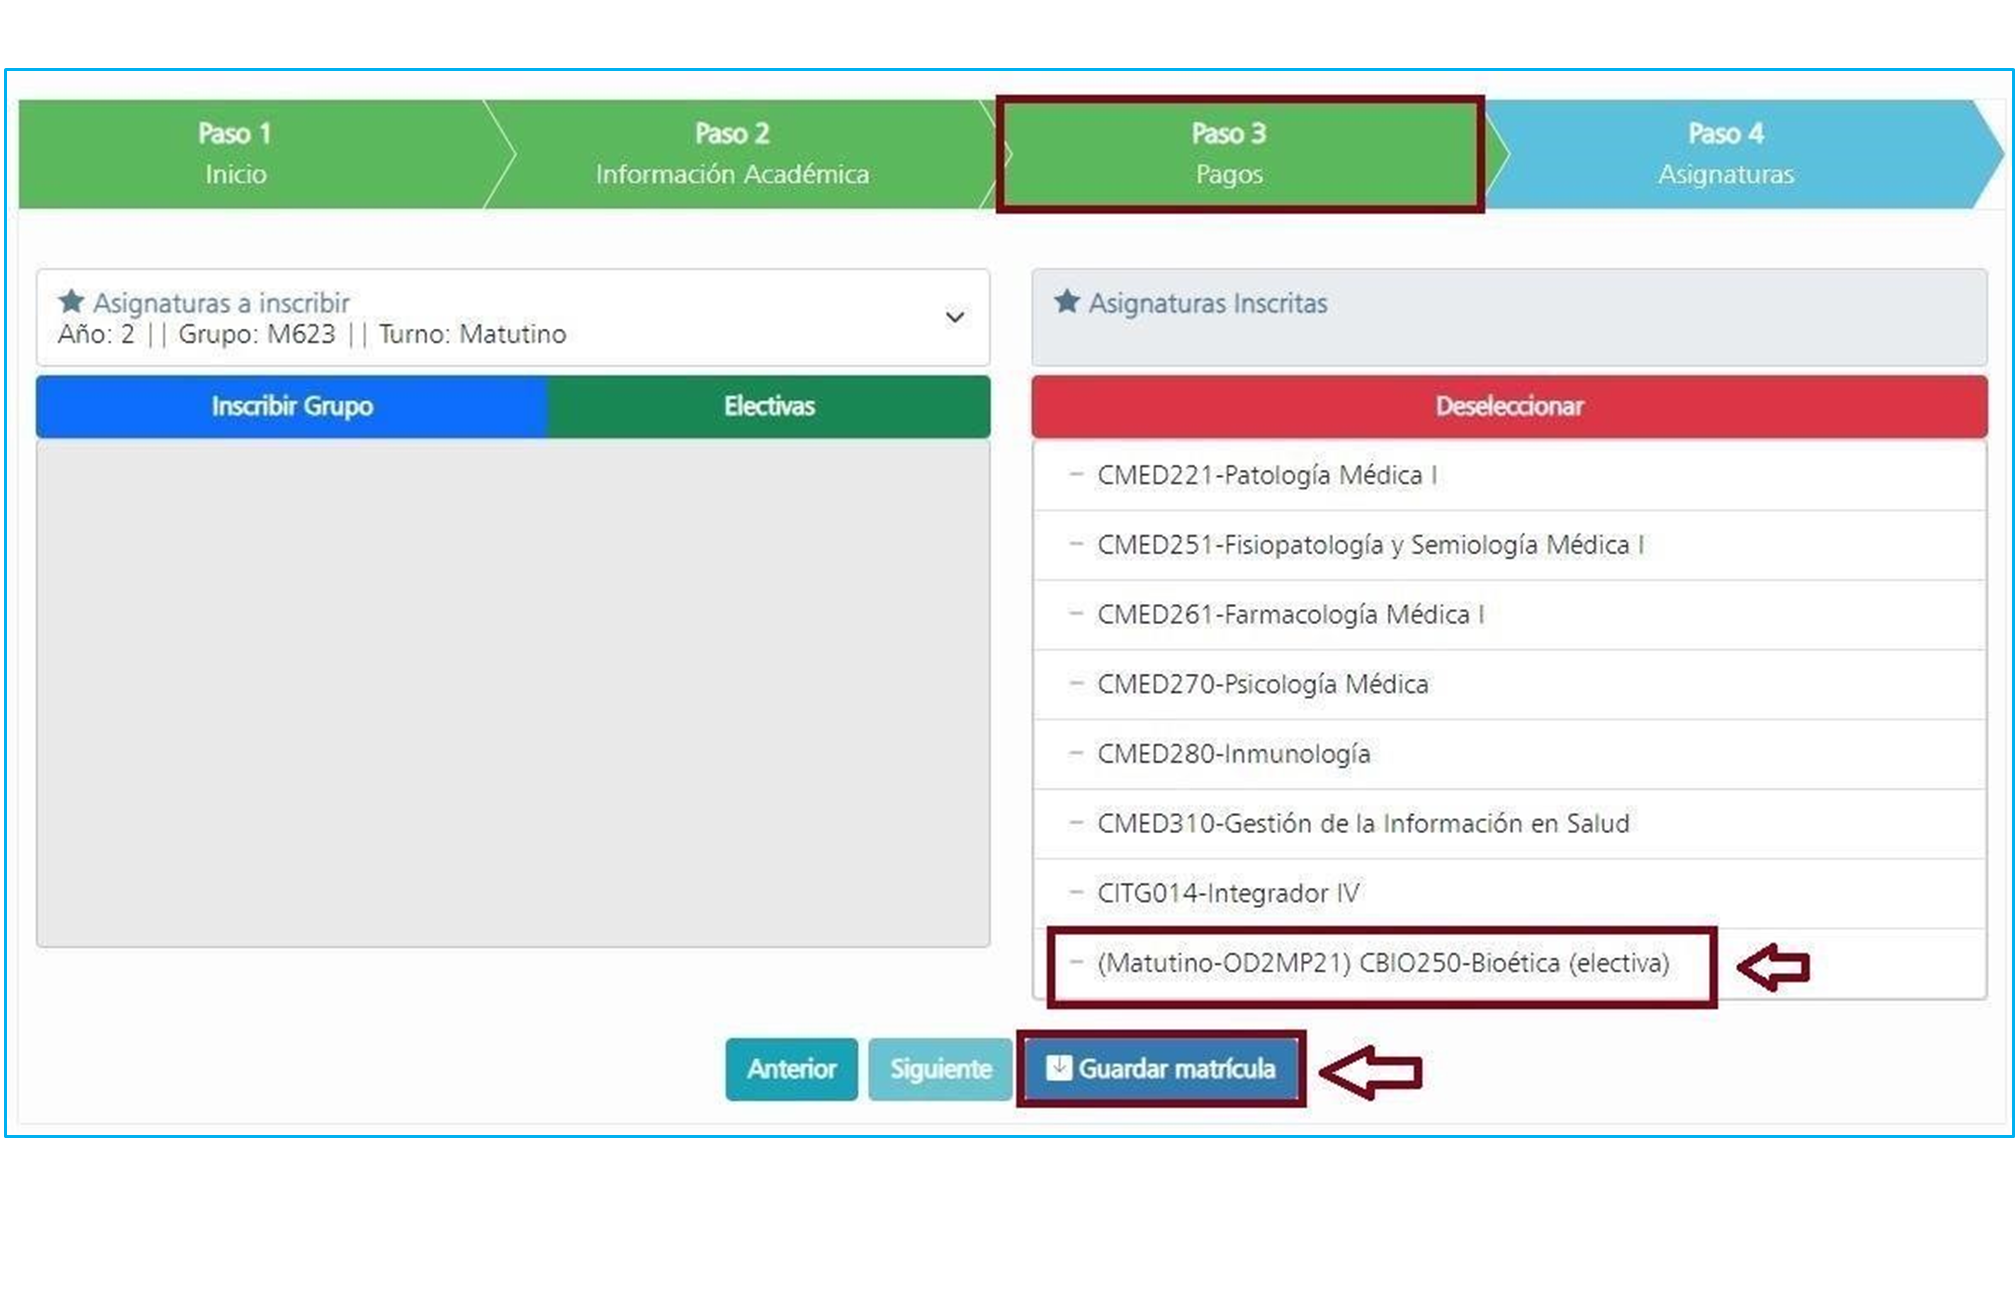 Paso 1
Inicio
Paso 2
Información Académica
Paso 3
Pagos
Paso 4
Asignaturas
Asignaturas a inscribir
Año: 2 || Grupo: M623 || Turno: Matutino
Inscribir Grupo
Electivas
Asignaturas Inscritas
Deseleccionar
- CMED221-Patología Médica I
- CMED251-Fisiopatología y Semiología Médica I
- CMED261-Farmacología Médica I
- CMED270-Psicología Médica
- CMED280-Inmunología
- CMED310-Gestión de la Información en Salud
- CITG014-Integrador IV
- (Matutino-OD2MP21) CBIO250-Bioética (electiva)
Anterior
Siguiente
Guardar matrícula